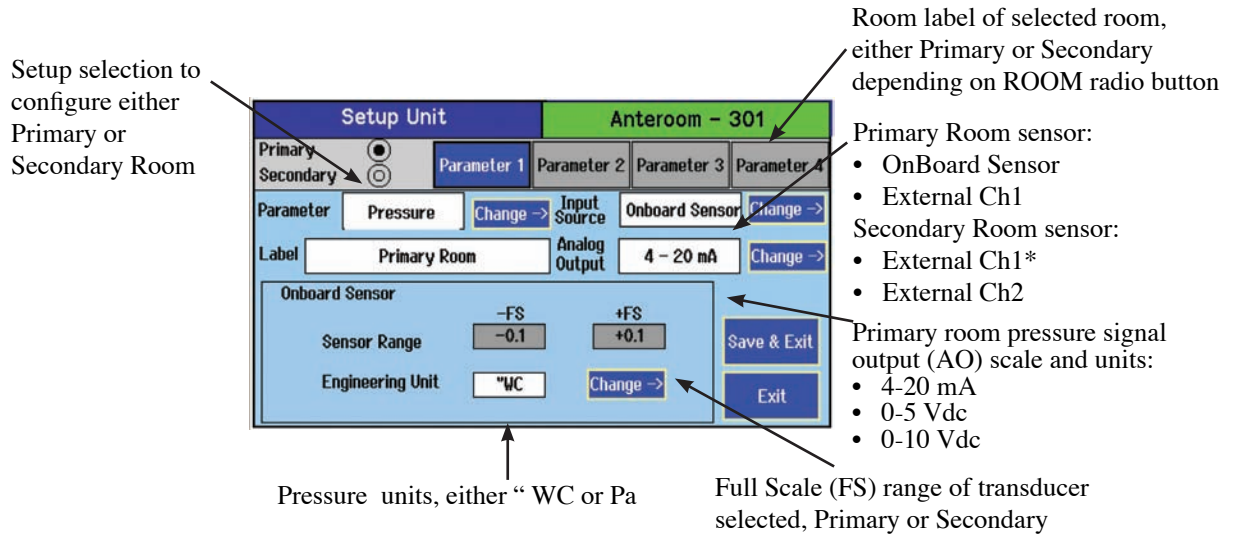 Room label of selected room,
either Primary or Secondary
depending on ROOM radio button
Setup selection to
configure either
Primary or
Secondary Room
Setup Unit
Anteroom - 301
Primary
Secondary
Parameter 1
Parameter 2
Parameter 3
Parameter 4
Parameter
Pressure
Change ->
Input
Source
Onboard Sensor
Change ->
Label
Primary Room
Analog
Output
4 - 20 mA
Change ->
Onboard Sensor
-FS
+FS
Sensor Range
-0.1
+0.1
Engineering Unit
"WC
Change ->
Save & Exit
Exit
Primary Room sensor:
• OnBoard Sensor
• External Ch1
Secondary Room sensor:
• External Ch1*
• External Ch2
Primary room pressure signal
output (AO) scale and units:
• 4-20 mA
• 0-5 Vdc
• 0-10 Vdc
Pressure units, either “ WC or Pa
Full Scale (FS) range of transducer
selected, Primary or Secondary